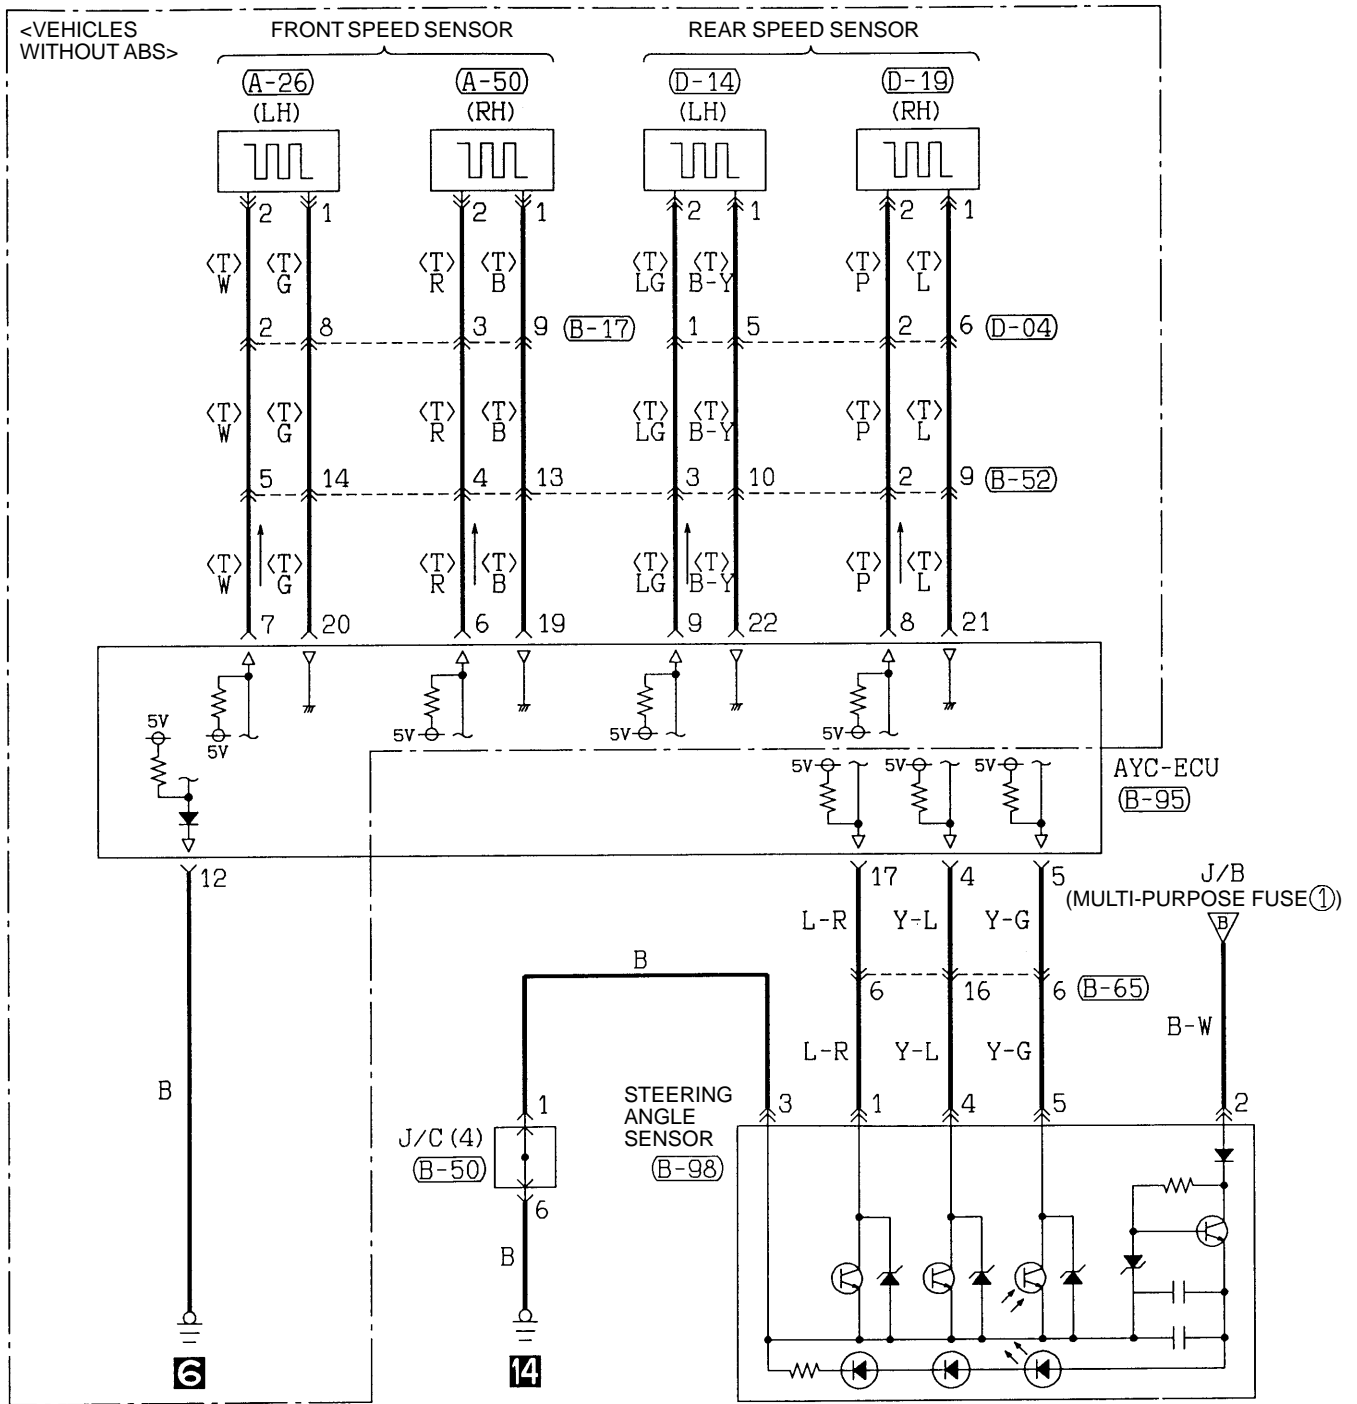 <VEHICLES
WITHOUT ABS>
FRONT SPEED SENSOR
REAR SPEED SENSOR
A-26
(LH)
A-50
(RH)
D-14
(LH)
D-19
(RH)
2 1 2 1 2 1 2 1
<T> <T> <T> <T> <T> <T> <T> <T>
W G R B LG B-Y P L
2 8 3 9 B-17 1 5 2 6 D-04
<T> <T> <T> <T> <T> <T> <T> <T>
W G R B LG B-Y P L
5 14 4 13 3 10 2 9 B-52
<T> <T> <T> <T> <T> <T> <T> <T>
W G R B LG B-Y P L
7 20 6 19 9 22 8 21
5V 5V 5V 5V 5V
5V 5V 5V
AYC-ECU
B-95
12 17 4 5
J/B
(MULTI-PURPOSE FUSE①)
B
L-R Y-L Y-G
B
6 16 6 B-65
B-W
L-R Y-L Y-G
B
STEERING
ANGLE
SENSOR
B-98
1 3 1 4 5 2
J/C(4)
B-50
6
B
6
14